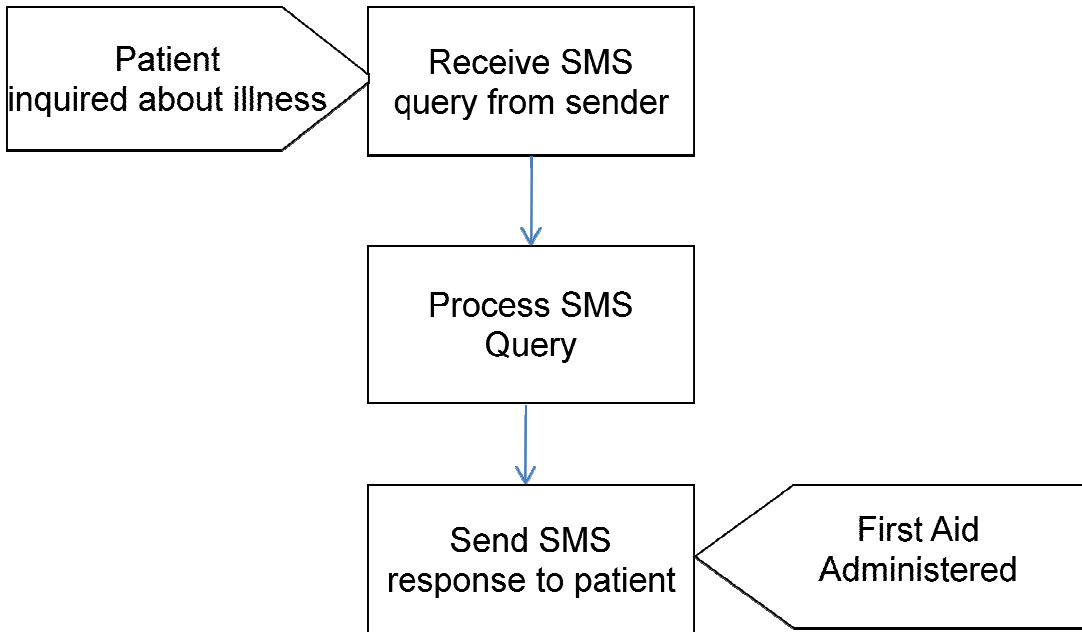 Patient
inquired about illness
Receive SMS
query from sender
Process SMS
Query
Send SMS
response to patient
First Aid
Administered